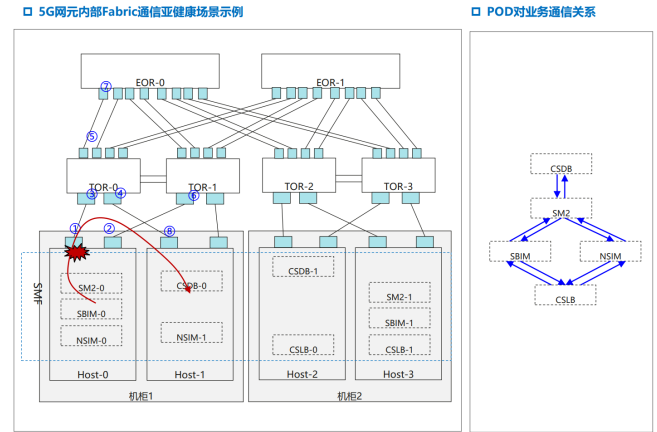 5G网元内部Fabric通信亚健康场景示例
POD对业务通信关系
EOR-0
EOR-1
⑦
⑤
TOR-0
TOR-1
TOR-2
TOR-3
③
④
⑥
①
②
⑧
SMF
SM2-0
SBIM-0
NSIM-0
Host-0
CSDB-0
NSIM-1
Host-1
机柜1
CSDB-1
CSLB-0
Host-2
SM2-1
SBIM-1
CSLB-1
Host-3
机柜2
CSDB
SM2
SBIM
NSIM
CSLB